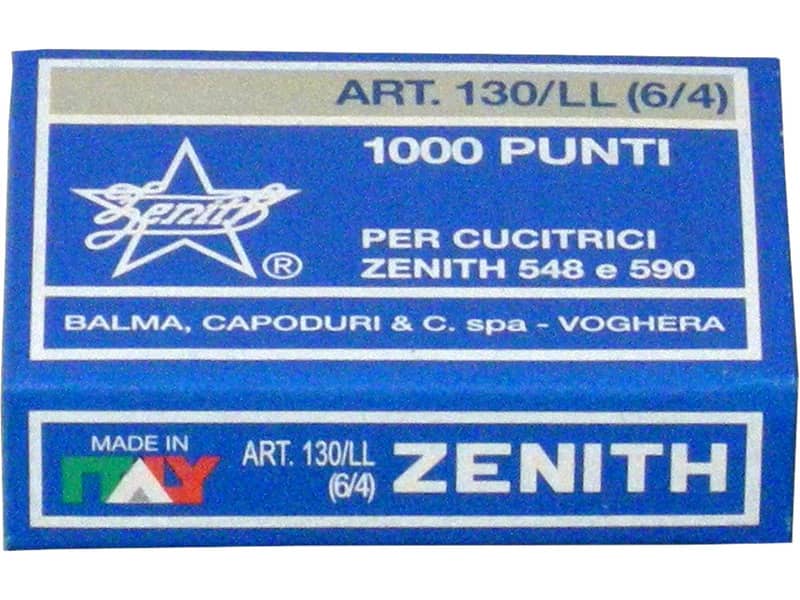 ART. 130/LL (6/4)
1000 PUNTI
Zenith
®
PER CUCITRICI
ZENITH 548 e 590
BALMA, CAPODURI & C. spa - VOGHERA
MADE IN
ITALY
ART. 130/LL
(6/4)
ZENITH